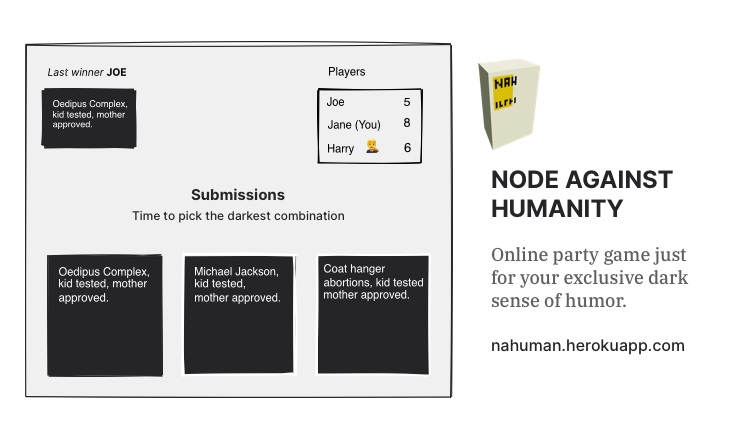 Last winner JOE
Oedipus Complex,
kid tested, mother
approved.
Players
Joe 5
Jane (You) 8
Harry 6
Submissions
Time to pick the darkest combination
Oedipus Complex,
kid tested, mother
approved.
Michael Jackson,
kid tested,
mother approved.
Coat hanger
abortions, kid tested
mother approved.
NAH
NODE AGAINST
HUMANITY
Online party game just
for your exclusive dark
sense of humor.
nahuman.herokuapp.com